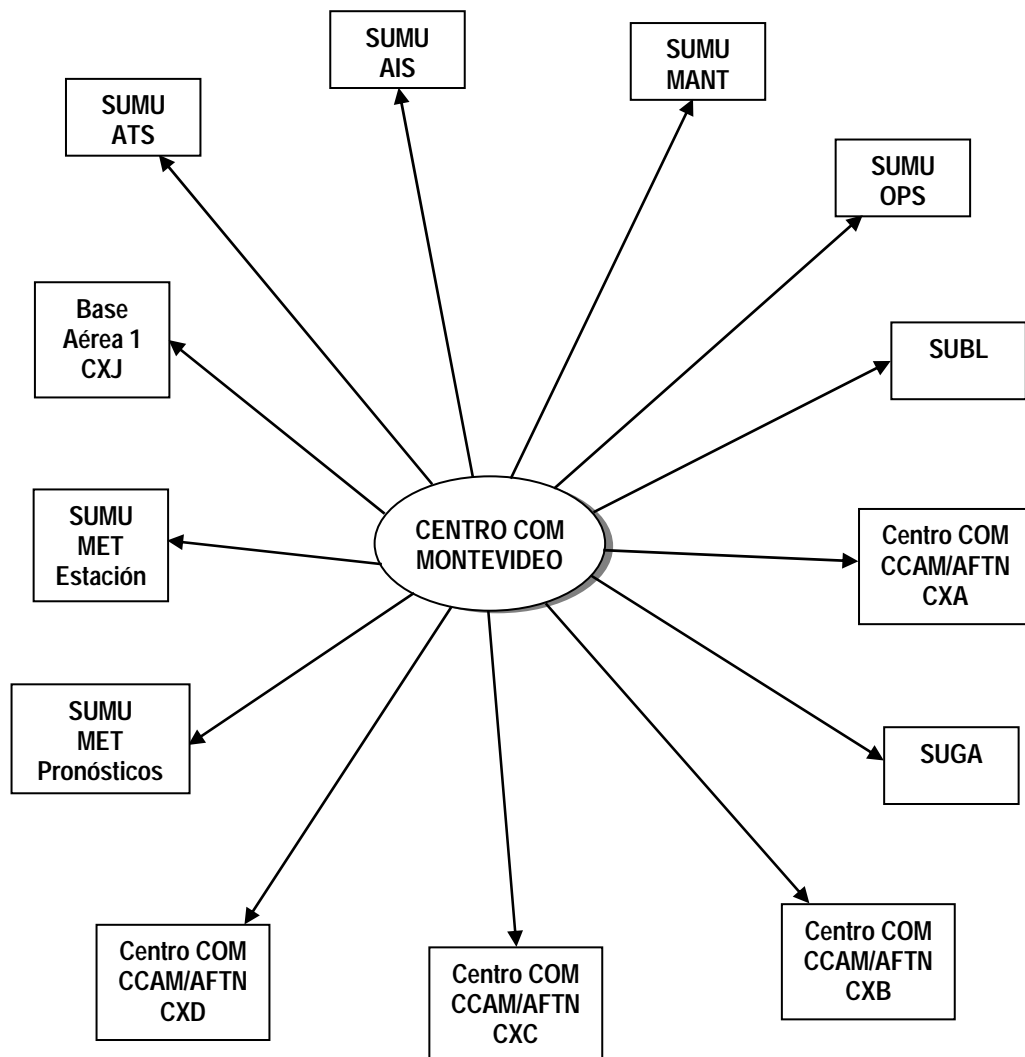 SUMU
AIS
SUMU
MANT
SUMU
ATS
SUMU
OPS
Base
Aérea 1
CXJ
SUBL
SUMU
MET
Estación
CENTRO COM
MONTEVIDEO
Centro COM
CCAM/AFTN
CXA
SUMU
MET
Pronósticos
SUGA
Centro COM
CCAM/AFTN
CXD
Centro COM
CCAM/AFTN
CXC
Centro COM
CCAM/AFTN
CXB